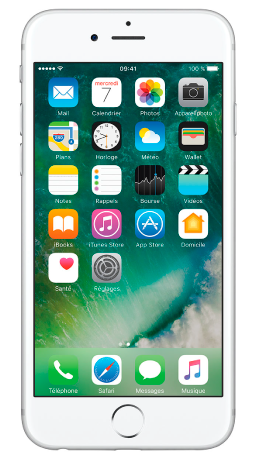 09:41 100 %
mercredi
7
Mail Calendrier Photos Appareil photo
Plans Horloge Météo Wallet
Notes Rappels Bourse Vidéos
iBooks iTunes Store App Store Domicile
Santé Réglages
Téléphone Safari Messages Musique